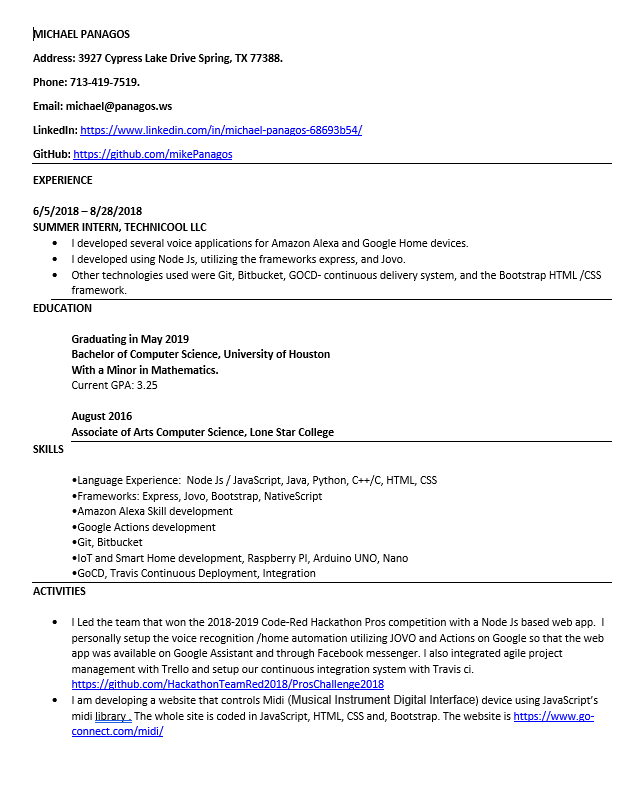 MICHAEL PANAGOS
Address: 3927 Cypress Lake Drive Spring, TX 77388.
Phone: 713-419-7519.
Email: michael@panagos.ws
LinkedIn: https://www.linkedin.com/in/michael-panagos-68693b54/
GitHub: https://github.com/mikePanagos
EXPERIENCE
6/5/2018 – 8/28/2018
SUMMER INTERN, TECHNICOOL LLC
• I developed several voice applications for Amazon Alexa and Google Home devices.
• I developed using Node Js, utilizing the frameworks express, and Jovo.
• Other technologies used were Git, Bitbucket, GOCD- continuous delivery system, and the Bootstrap HTML /CSS
framework.
EDUCATION
Graduating in May 2019
Bachelor of Computer Science, University of Houston
With a Minor in Mathematics.
Current GPA: 3.25
August 2016
Associate of Arts Computer Science, Lone Star College
SKILLS
•Language Experience:  Node Js / JavaScript, Java, Python, C++/C, HTML, CSS
•Frameworks: Express, Jovo, Bootstrap, NativeScript
•Amazon Alexa Skill development
•Google Actions development
•Git, Bitbucket
•IoT and Smart Home development, Raspberry PI, Arduino UNO, Nano
•GoCD, Travis Continuous Deployment, Integration
ACTIVITIES
• I Led the team that won the 2018-2019 Code-Red Hackathon Pros competition with a Node Js based web app.  I
personally setup the voice recognition /home automation utilizing JOVO and Actions on Google so that the web
app was available on Google Assistant and through Facebook messenger. I also integrated agile project
management with Trello and setup our continuous integration system with Travis ci.
https://github.com/HackathonTeamRed2018/ProsChallenge2018
• I am developing a website that controls Midi (Musical Instrument Digital Interface) device using JavaScript's
midi library . The whole site is coded in JavaScript, HTML, CSS and, Bootstrap. The website is https://www.go-
connect.com/midi/